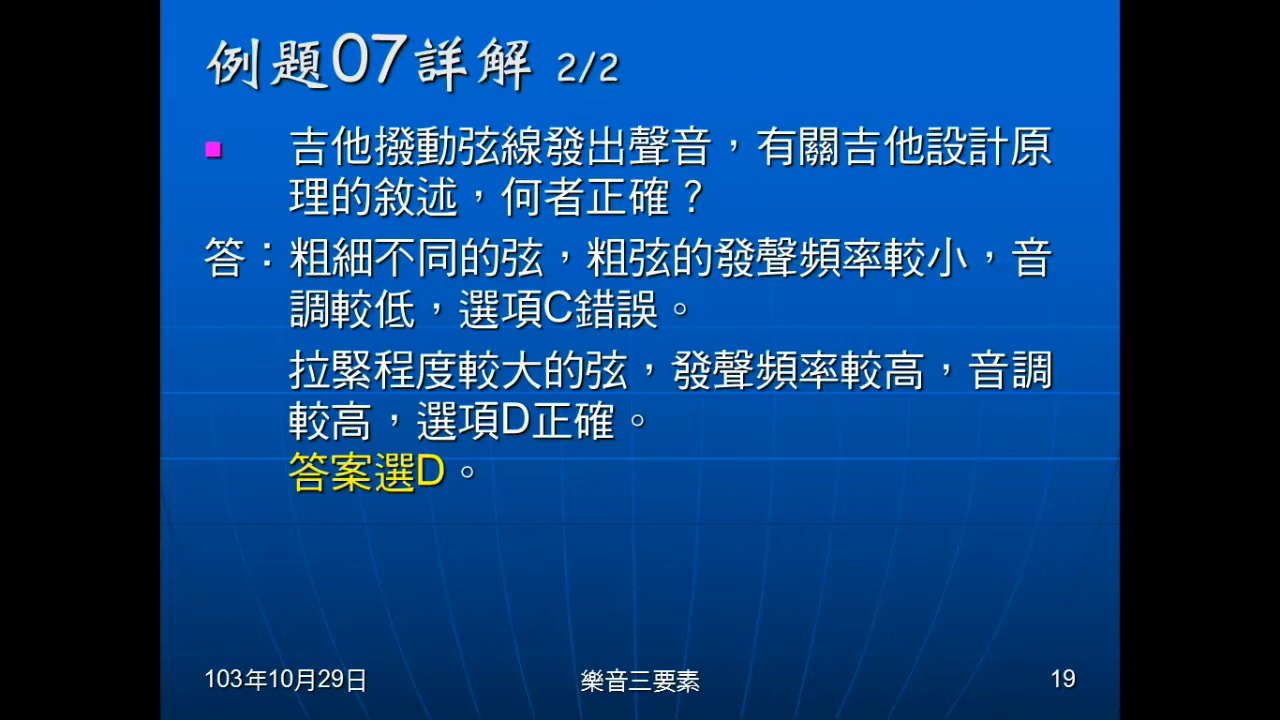 例題07詳解 2/2
吉他撥動弦線發出聲音，有關吉他設計原
理的敘述，何者正確？
答：粗細不同的弦，粗弦的發聲頻率較小，音
調較低，選項C錯誤。
拉緊程度較大的弦，發聲頻率較高，音調
較高，選項D正確。
答案選D。
103年10月29日
樂音三要素
19